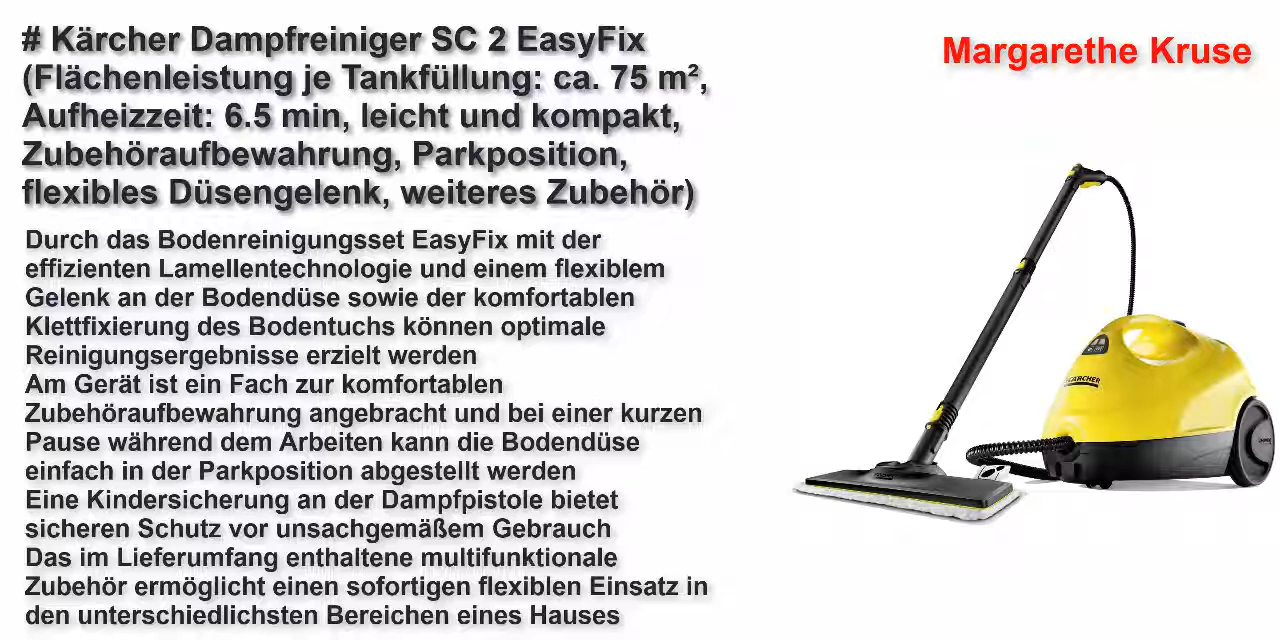 # Kärcher Dampfreiniger SC 2 EasyFix
(Flächenleistung je Tankfüllung: ca. 75 m²,
Aufheizzeit: 6.5 min, leicht und kompakt,
Zubehöraufbewahrung, Parkposition,
flexibles Düsengelenk, weiteres Zubehör)
Margarethe Kruse
Durch das Bodenreinigungsset EasyFix mit der
effizienten Lamellentechnologie und einem flexiblem
Gelenk an der Bodendüse sowie der komfortablen
Klettfixierung des Bodentuchs können optimale
Reinigungsergebnisse erzielt werden
Am Gerät ist ein Fach zur komfortablen
Zubehöraufbewahrung angebracht und bei einer kurzen
Pause während dem Arbeiten kann die Bodendüse
einfach in der Parkposition abgestellt werden
Eine Kindersicherung an der Dampfpistole bietet
sicheren Schutz vor unsachgemäßem Gebrauch
Das im Lieferumfang enthaltene multifunktionale
Zubehör ermöglicht einen sofortigen flexiblen Einsatz in
den unterschiedlichsten Bereichen eines Hauses
KÄRCHER